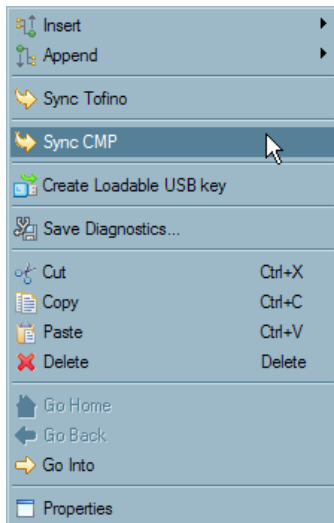 Insert
Append
Sync Tofino
Sync CMP
Create Loadable USB key
Save Diagnostics...
Cut Ctrl+X
Copy Ctrl+C
Paste Ctrl+V
Delete Delete
Go Home
Go Back
Go Into
Properties